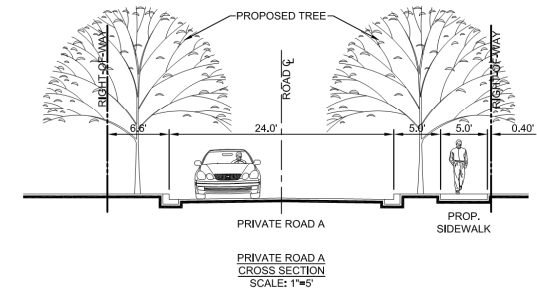 PROPOSED TREE
RIGHT-OF-WAY
ROAD ℄
RIGHT-OF-WAY
6.6' 24.0' 5.0' 5.0' 0.40'
PRIVATE ROAD A
PROP.
SIDEWALK
PRIVATE ROAD A
CROSS SECTION
SCALE: 1"=5'